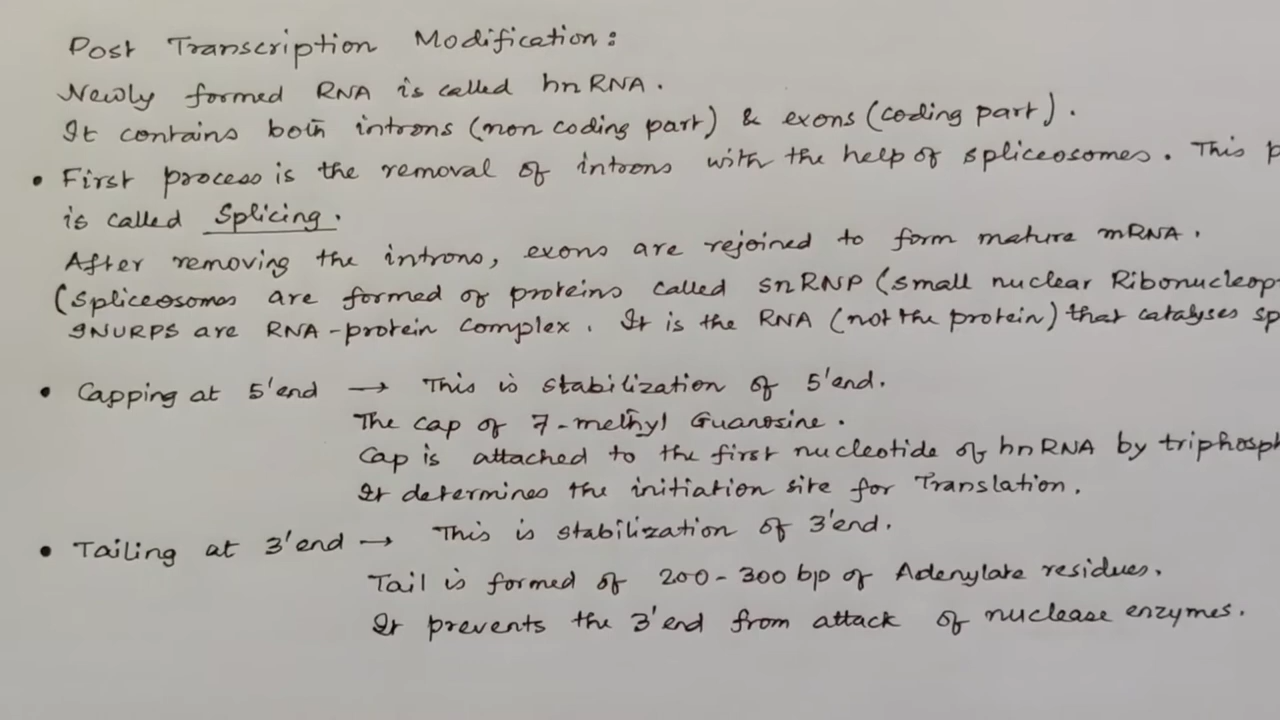 Post Transcription Modification:
Newly formed RNA is called hnRNA.
It contains both introns (non coding part) & exons (coding part).
• First process is the removal of introns with the help of spliceosomes. This p
is called Splicing.
After removing the introns, exons are rejoined to form mature mRNA.
(Spliceosomes are formed of proteins called snRNP (small nuclear Ribonucleop
SNURPS are RNA-protein complex. It is the RNA (not the protein) that catalyses sp
• Capping at 5'end → This is stabilization of 5'end.
The cap of 7-methyl Guanosine.
Cap is attached to the first nucleotide of hnRNA by triphosph
It determines the initiation site for Translation.
• Tailing at 3'end → This is stabilization of 3'end.
Tail is formed of 200-300 bp of Adenylate residues.
It prevents the 3'end from attack of nuclease enzymes.